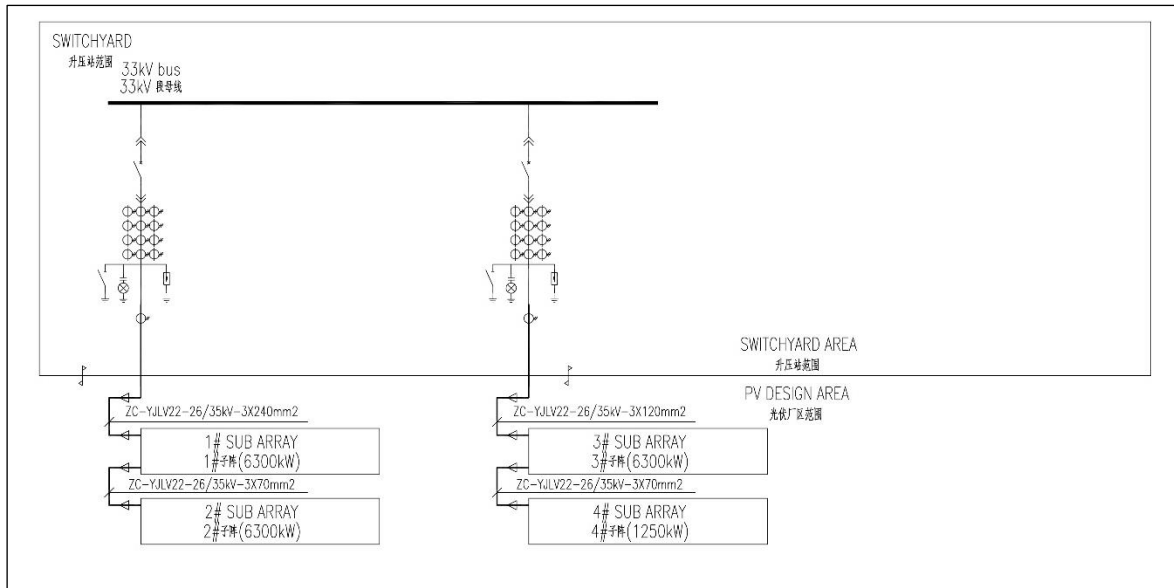 SWITCHYARD
升压站范围
33kV bus
33kV 段母线
SWITCHYARD AREA
升压站范围
PV DESIGN AREA
光伏厂区范围
ZC-YJLV22-26/35kV-3X240mm2
1# SUB ARRAY
1#子阵(6300kW)
ZC-YJLV22-26/35kV-3X70mm2
2# SUB ARRAY
2#子阵(6300kW)
ZC-YJLV22-26/35kV-3X120mm2
3# SUB ARRAY
3#子阵(6300kW)
ZC-YJLV22-26/35kV-3X70mm2
4# SUB ARRAY
4#子阵(1250kW)